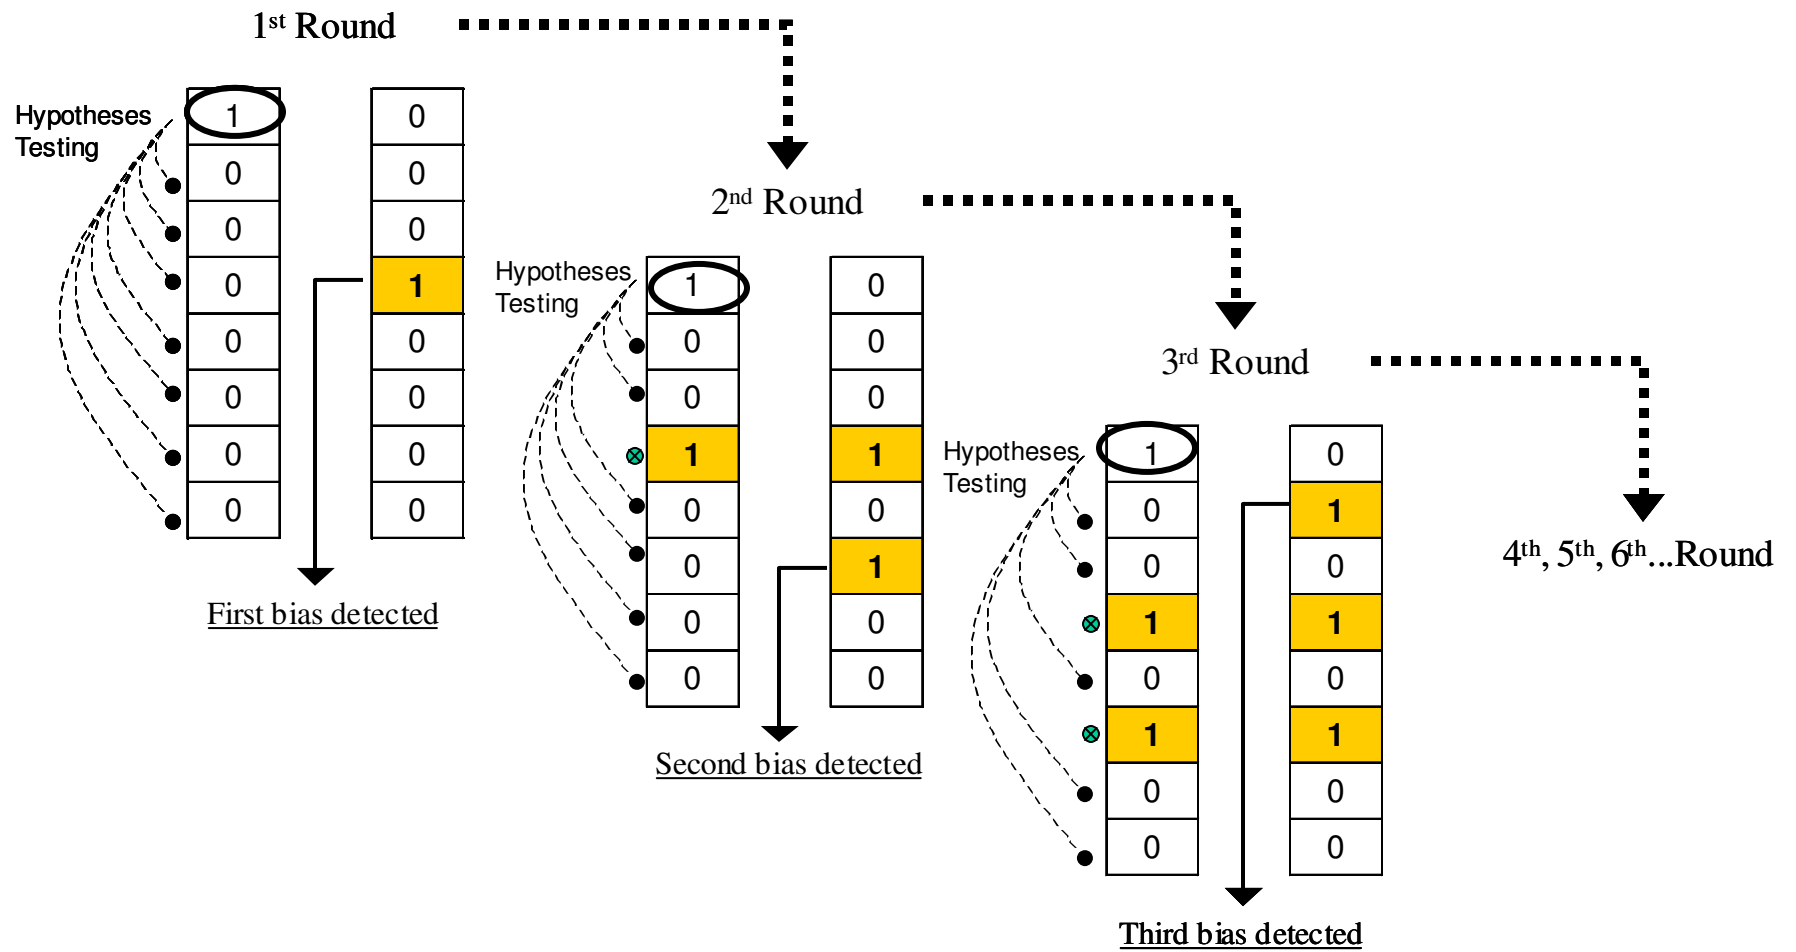 1st Round
Hypotheses
Testing
1 0
0 0
0 0
0 1
0 0
0 0
0 0
0 0
First bias detected
2nd Round
Hypotheses
Testing
1 0
0 0
0 0
1 1
0 0
0 1
0 0
0 0
Second bias detected
3rd Round
Hypotheses
Testing
1 0
0 1
0 0
1 1
0 0
1 1
0 0
0 0
Third bias detected
4th, 5th, 6th...Round